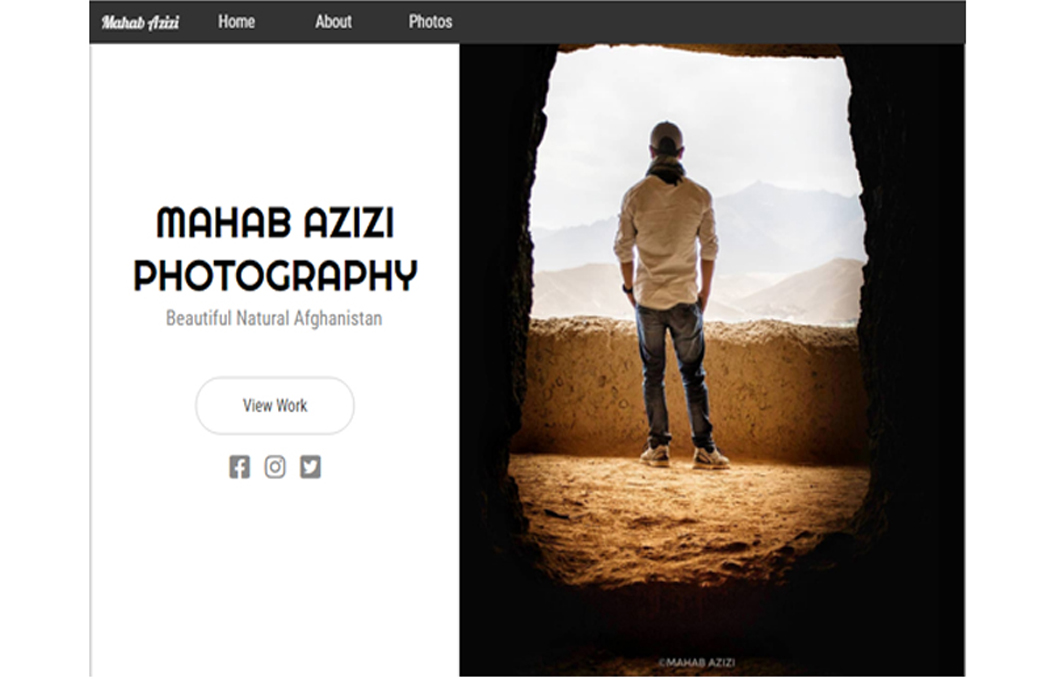 Mahab Azizi Home About Photos
MAHAB AZIZI
PHOTOGRAPHY
Beautiful Natural Afghanistan
View Work
©MAHAB AZIZI